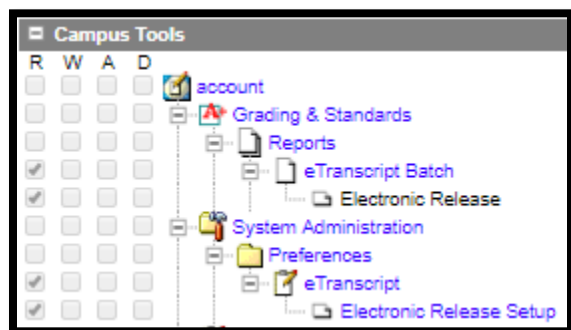 Campus Tools
R W A D
account
Grading & Standards
Reports
eTranscript Batch
Electronic Release
System Administration
Preferences
eTranscript
Electronic Release Setup